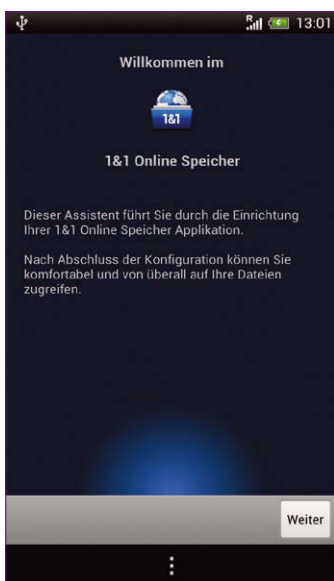 R 13:01
Willkommen im
1&1
1&1 Online Speicher
Dieser Assistent führt Sie durch die Einrichtung
Ihrer 1&1 Online Speicher Applikation.
Nach Abschluss der Konfiguration können Sie
komfortabel und von überall auf Ihre Dateien
zugreifen.
Weiter